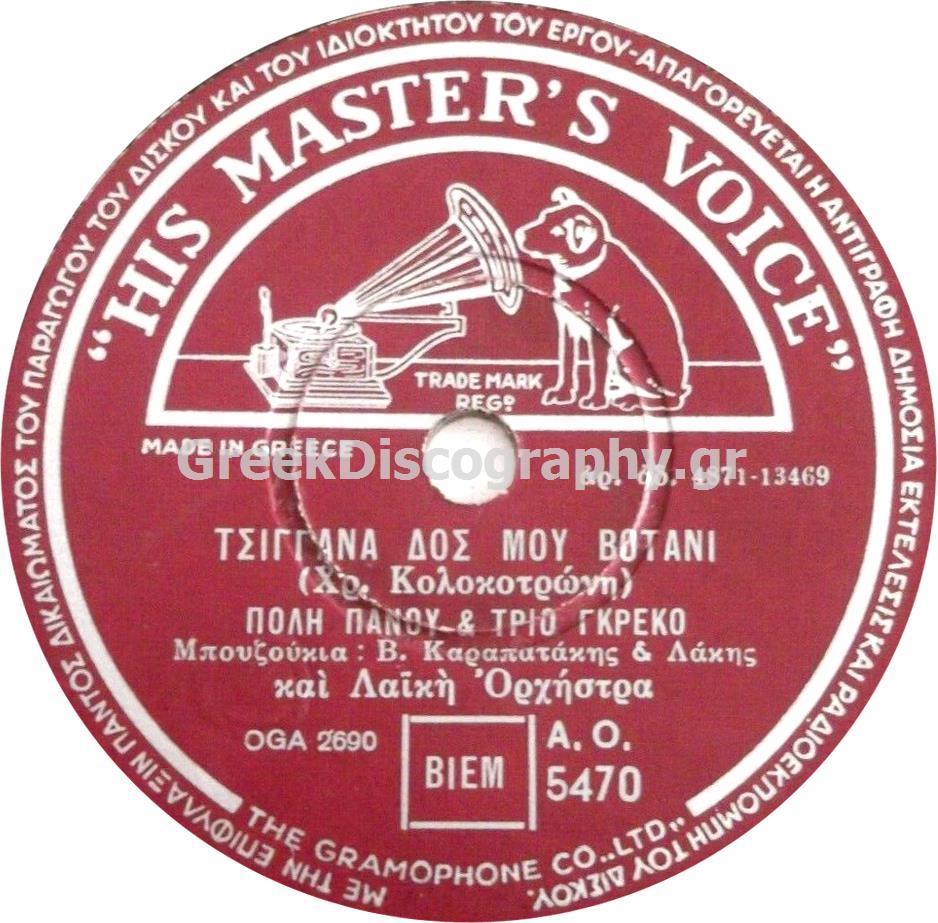 ΜΕ ΤΗΝ ΕΠΙΦΥΛΑΞΙΝ ΠΑΝΤΟΣ ΔΙΚΑΙΩΜΑΤΟΣ ΤΟΥ ΠΑΡΑΓΩΓΟΥ ΤΟΥ ΔΙΣΚΟΥ ΚΑΙ ΤΟΥ ΙΔΙΟΚΤΗΤΟΥ ΤΟΥ ΕΡΓΟΥ-ΑΠΑΓΟΡΕΥΕΤΑΙ Η ΑΝΤΙΓΡΑΦΗ ΔΗΜΟΣΙΑ ΕΚΤΕΛΕΣΙΣ ΚΑΙ ΡΑΔΙΟΕΚΠΟΜΠΗ ΤΟΥ ΔΙΣΚΟΥ.
“HIS MASTER’S VOICE”
TRADE MARK
REGD
MADE IN GREECE
GreekDiscography.gr
ἀρ. ἀδ. 4871-13469
ΤΣΙΓΓΑΝΑ ΔΟΣ ΜΟΥ ΒΟΤΑΝΙ
(Χρ. Κολοκοτρώνη)
ΠΟΛΗ ΠΑΝΟΥ & ΤΡΙΟ ΓΚΡΕΚΟ
Μπουζούκια : Β. Καραπατάκης & Λάκης
καὶ Λαϊκὴ Ὀρχήστρα
OGA 2690
BIEM
A. O.
5470
THE GRAMOPHONE CO., LTD.,